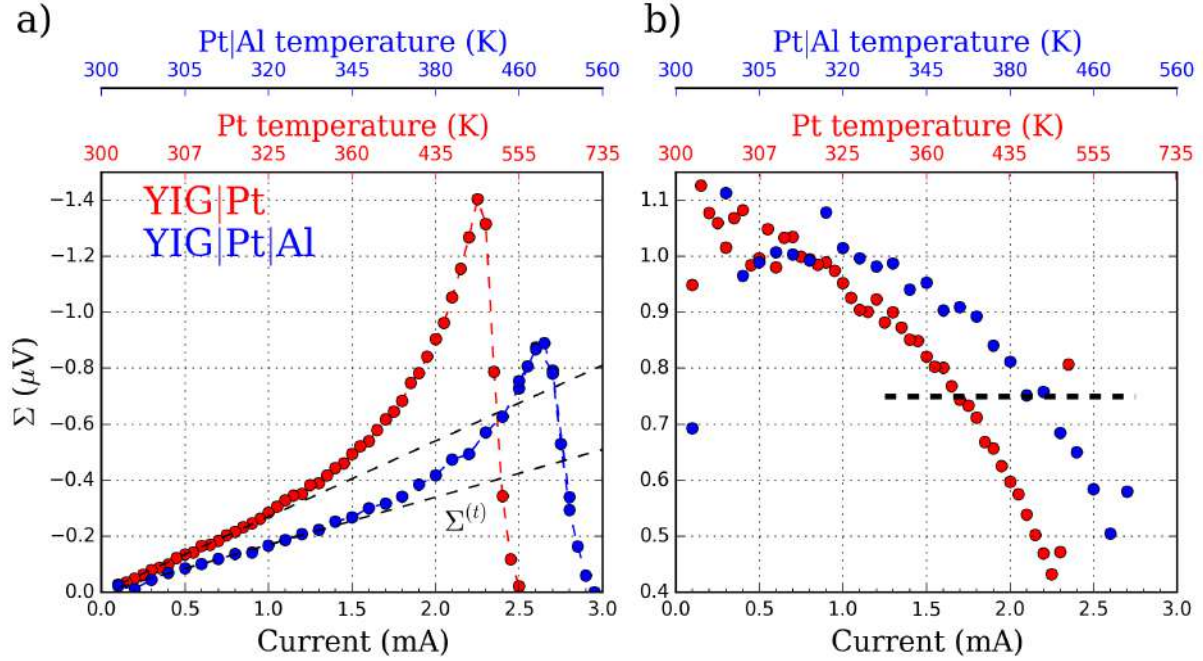 a)
Pt|Al temperature (K)
300 305 320 345 380 460 560
Pt temperature (K)
300 307 325 360 435 555 735
YIG|Pt
YIG|Pt|Al
Σ (μV)
−1.4
−1.2
−1.0
−0.8
−0.6
−0.4
−0.2
0.0
Σ(t)
0.0 0.5 1.0 1.5 2.0 2.5 3.0
Current (mA)
b)
Pt|Al temperature (K)
300 305 320 345 380 460 560
Pt temperature (K)
300 307 325 360 435 555 735
1.1
1.0
0.9
0.8
0.7
0.6
0.5
0.4
0.0 0.5 1.0 1.5 2.0 2.5 3.0
Current (mA)